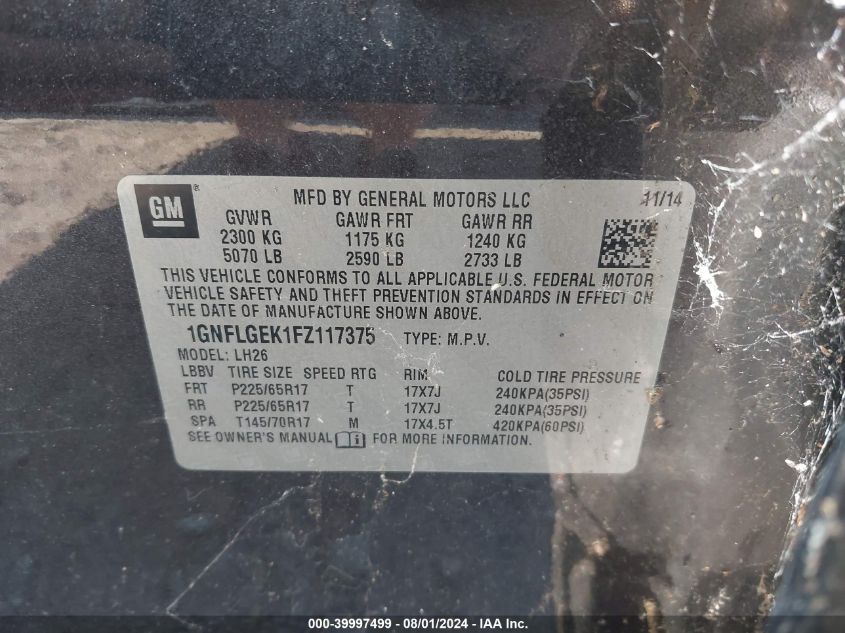 GM ®
MFD BY GENERAL MOTORS LLC 11/14
GVWR GAWR FRT GAWR RR
2300 KG 1175 KG 1240 KG
5070 LB 2590 LB 2733 LB
THIS VEHICLE CONFORMS TO ALL APPLICABLE U.S. FEDERAL MOTOR
VEHICLE SAFETY AND THEFT PREVENTION STANDARDS IN EFFECT ON
THE DATE OF MANUFACTURE SHOWN ABOVE.
1GNFLGEK1FZ117375 TYPE: M.P.V.
MODEL: LH26
LBBV TIRE SIZE SPEED RTG RIM COLD TIRE PRESSURE
FRT P225/65R17 T 17X7J 240KPA(35PSI)
RR P225/65R17 T 17X7J 240KPA(35PSI)
SPA T145/70R17 M 17X4.5T 420KPA(60PSI)
SEE OWNER'S MANUAL FOR MORE INFORMATION.
000-39997499 - 08/01/2024 - IAA Inc.